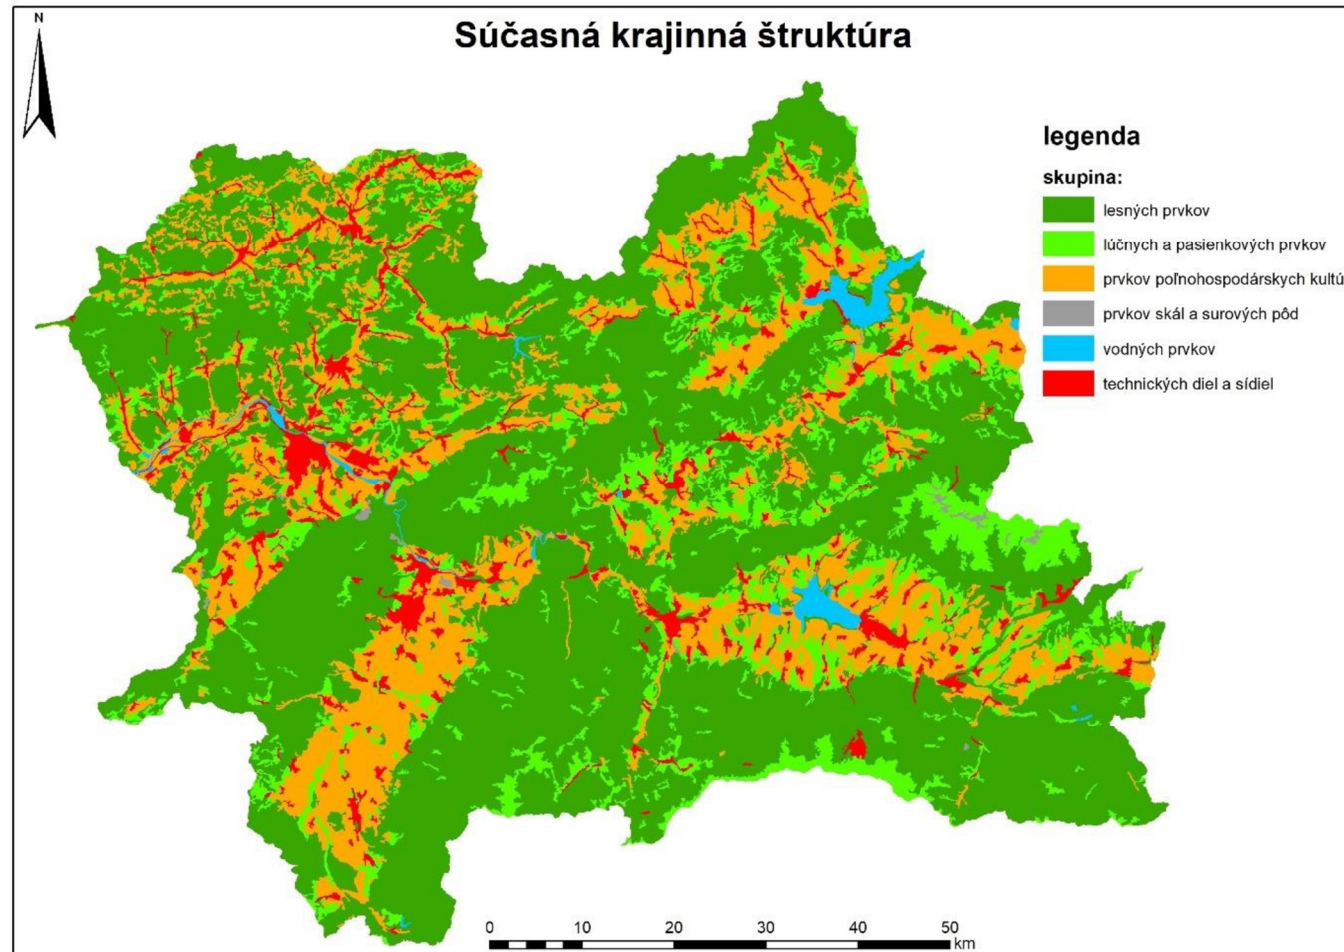 N
Súčasná krajinná štruktúra
legenda
skupina:
lesných prvkov
lúčnych a pasienkových prvkov
prvkov poľnohospodárskych kultú
prvkov skál a surových pôd
vodných prvkov
technických diel a sídiel
0 10 20 30 40 50
km